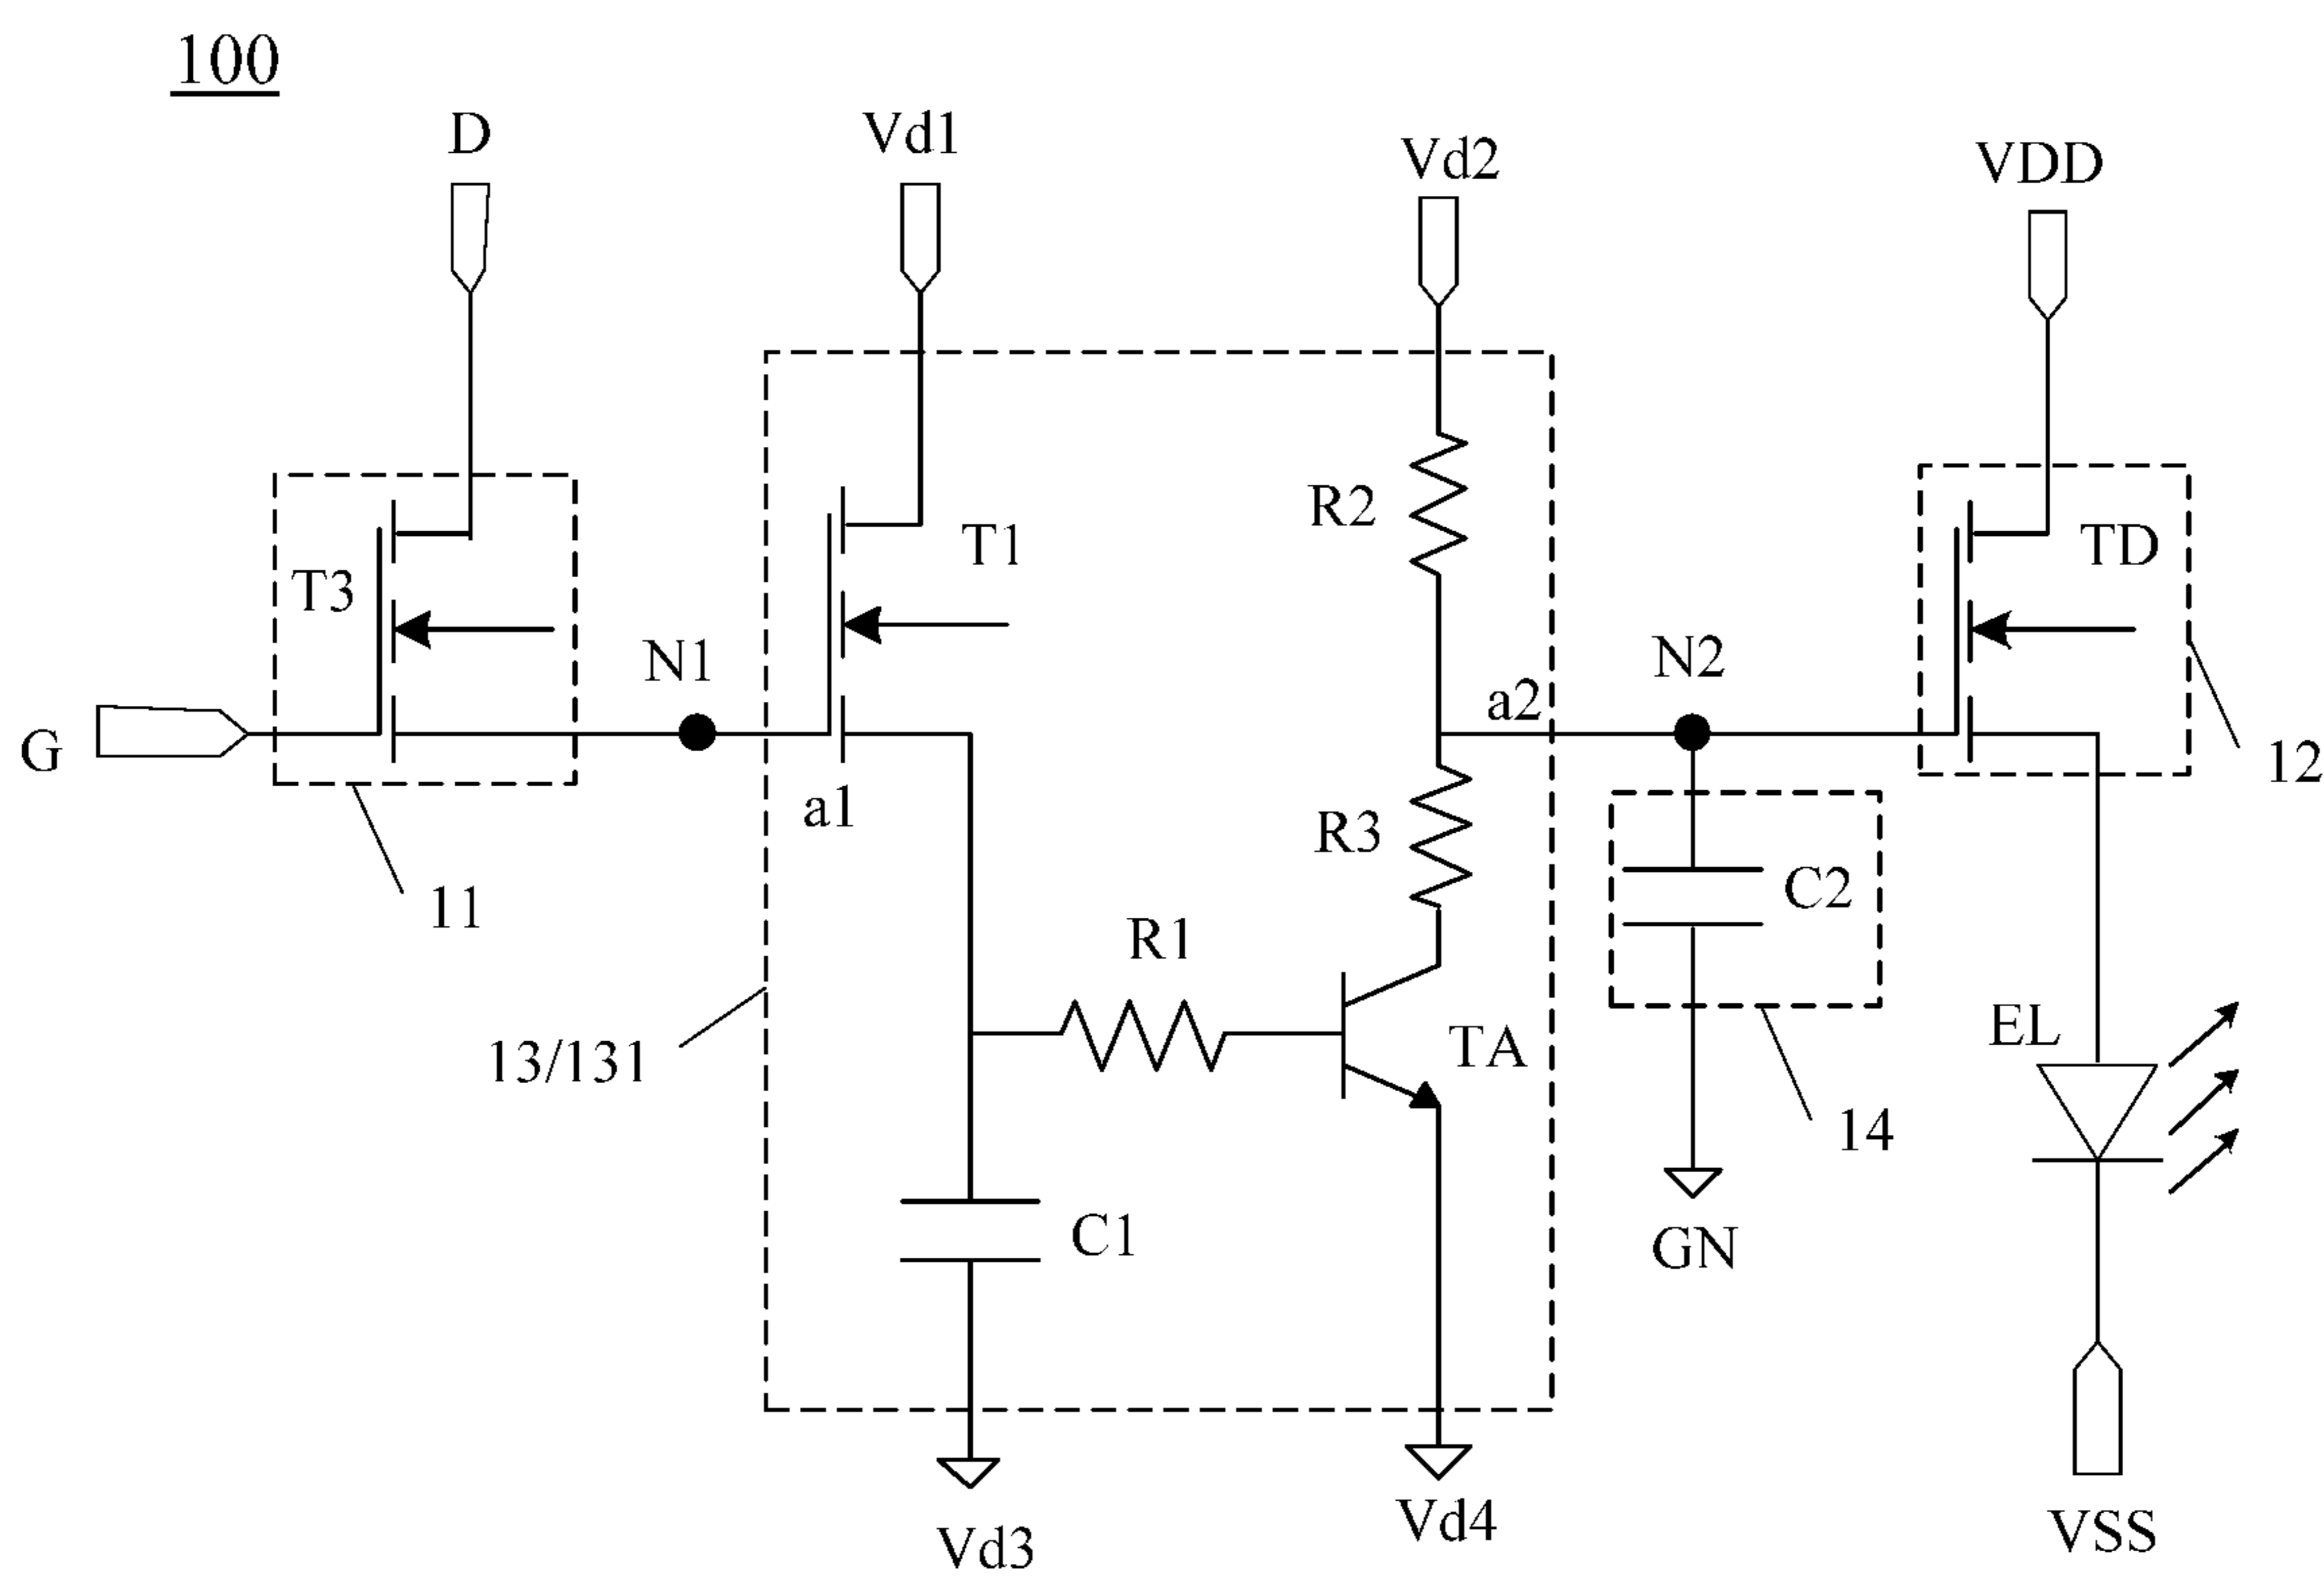 100
D
Vd1
Vd2
VDD
R2
T1
TD
T3
N1
N2
a2
G
12
a1
R3
C2
11
R1
EL
TA
13/131
14
C1
GN
Vd4
VSS
Vd3